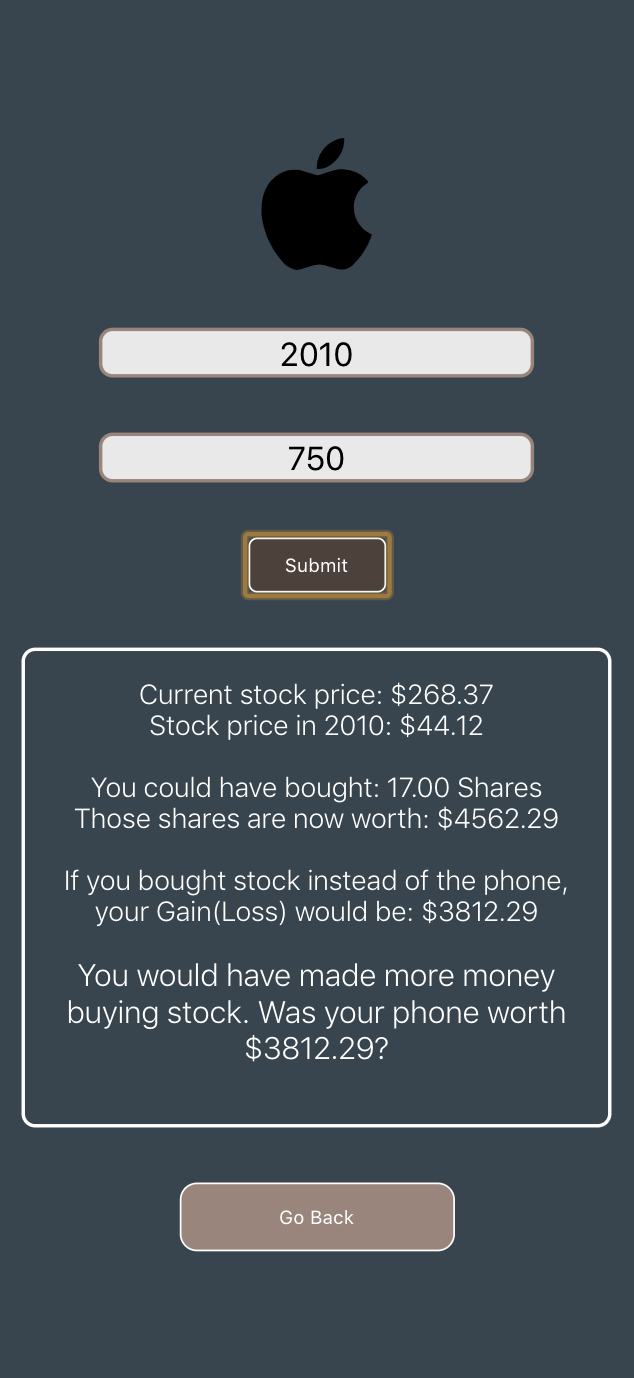 2010
750
Submit
Current stock price: $268.37
Stock price in 2010: $44.12
You could have bought: 17.00 Shares
Those shares are now worth: $4562.29
If you bought stock instead of the phone,
your Gain(Loss) would be: $3812.29
You would have made more money
buying stock. Was your phone worth
$3812.29?
Go Back